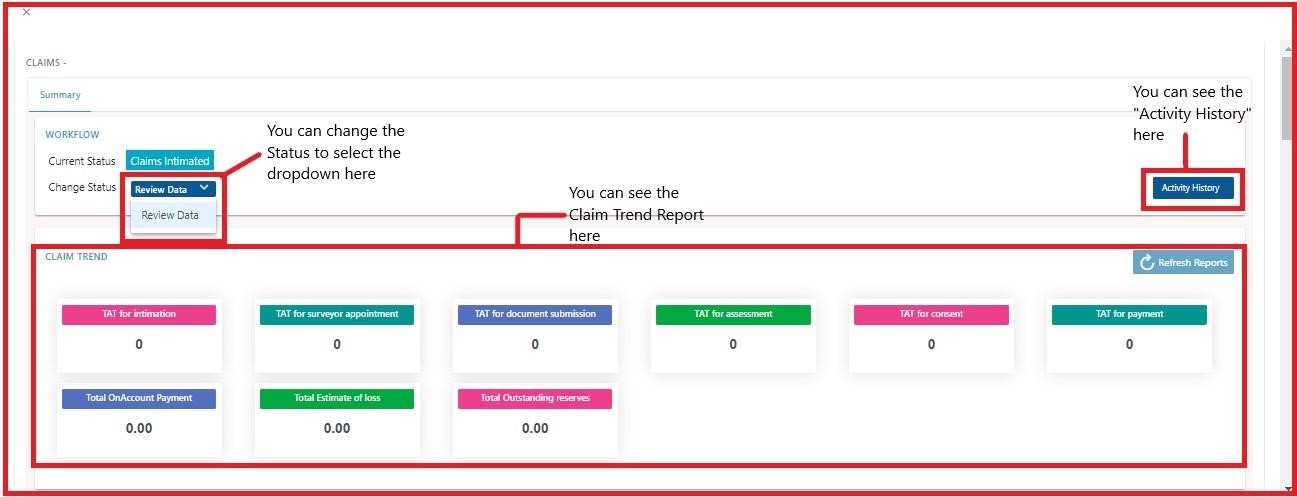 CLAIMS -
Summary
You can see the
"Activity History"
here
WORKFLOW
You can change the
Status to select the
dropdown here
Current Status Claims Intimated
Change Status Review Data
Activity History
Review Data
You can see the
Claim Trend Report
here
CLAIM TREND
Refresh Reports
TAT for intimation TAT for surveyor appointment TAT for document submission TAT for assessment TAT for consent TAT for payment
0 0 0 0 0 0
Total OnAccount Payment Total Estimate of loss Total Outstanding reserves
0.00 0.00 0.00